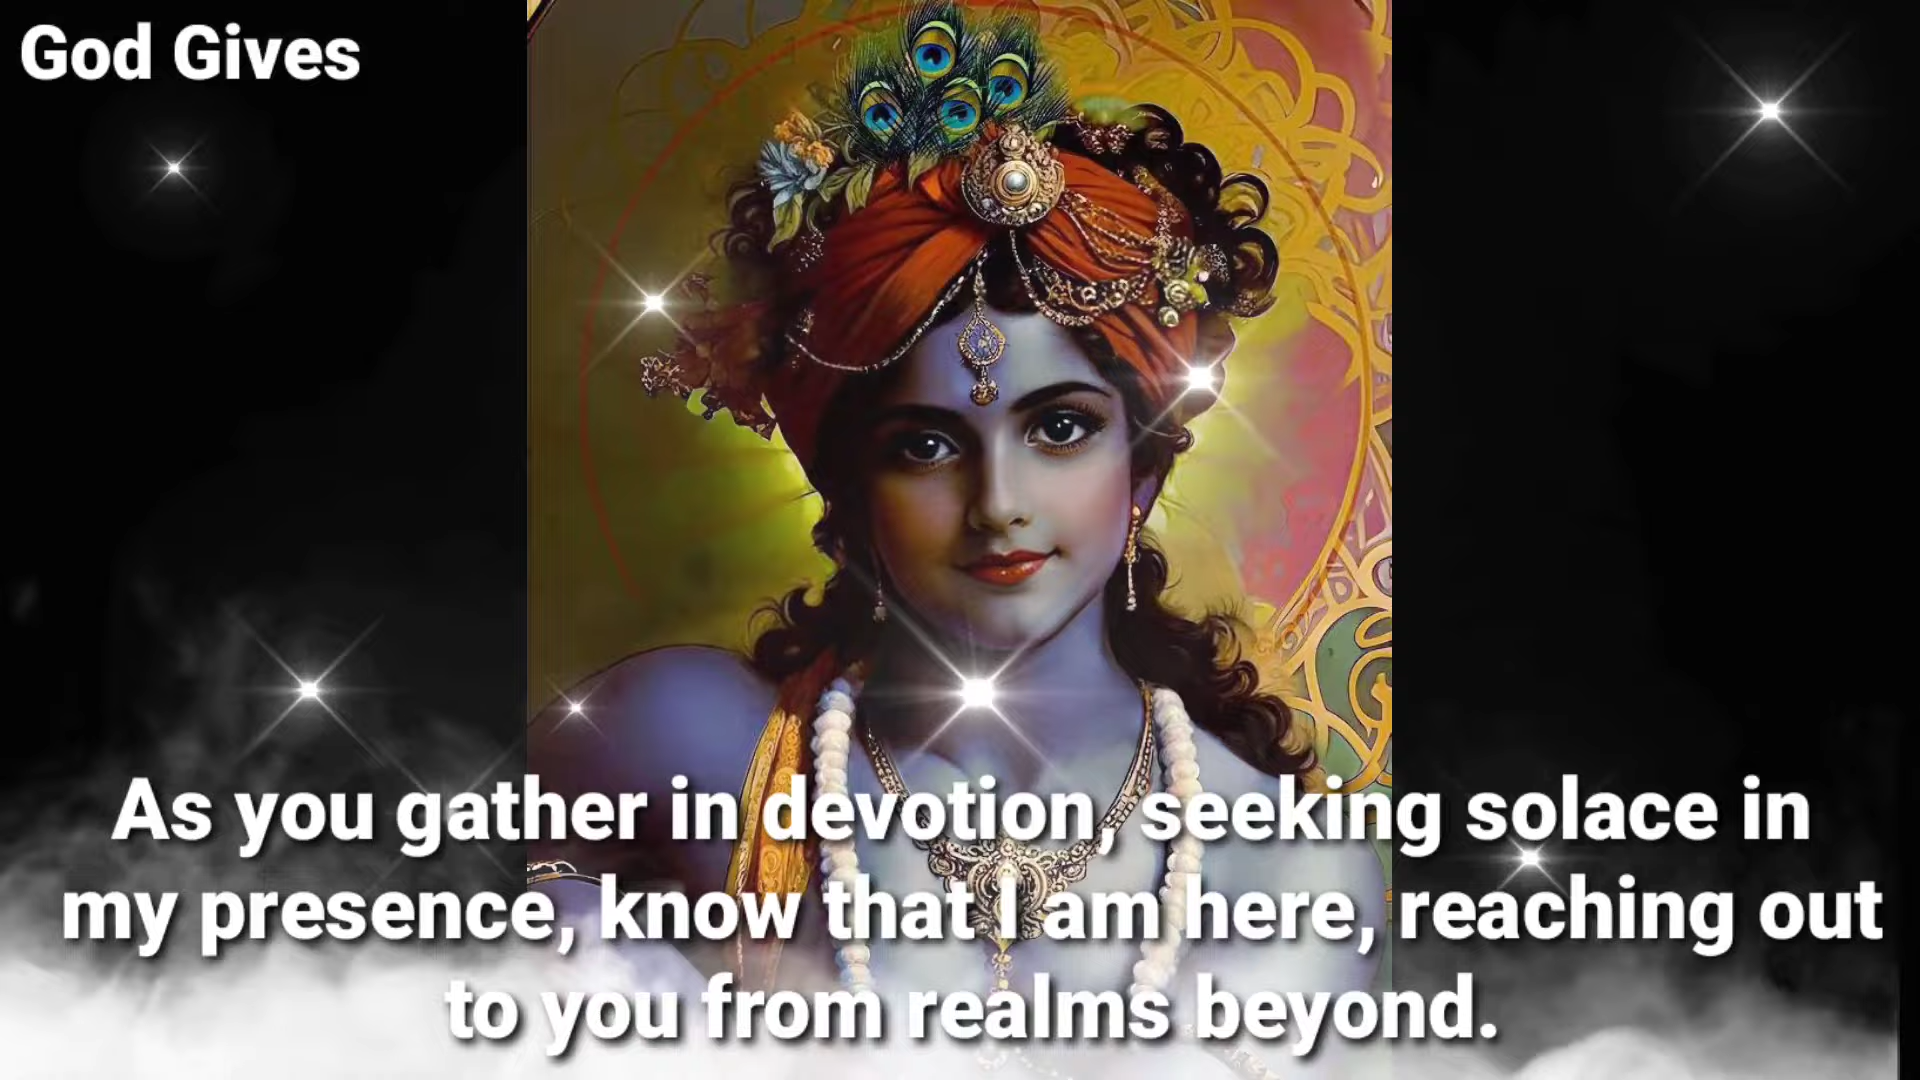 God Gives
As you gather in devotion, seeking solace in
my presence, know that I am here, reaching out
to you from realms beyond.